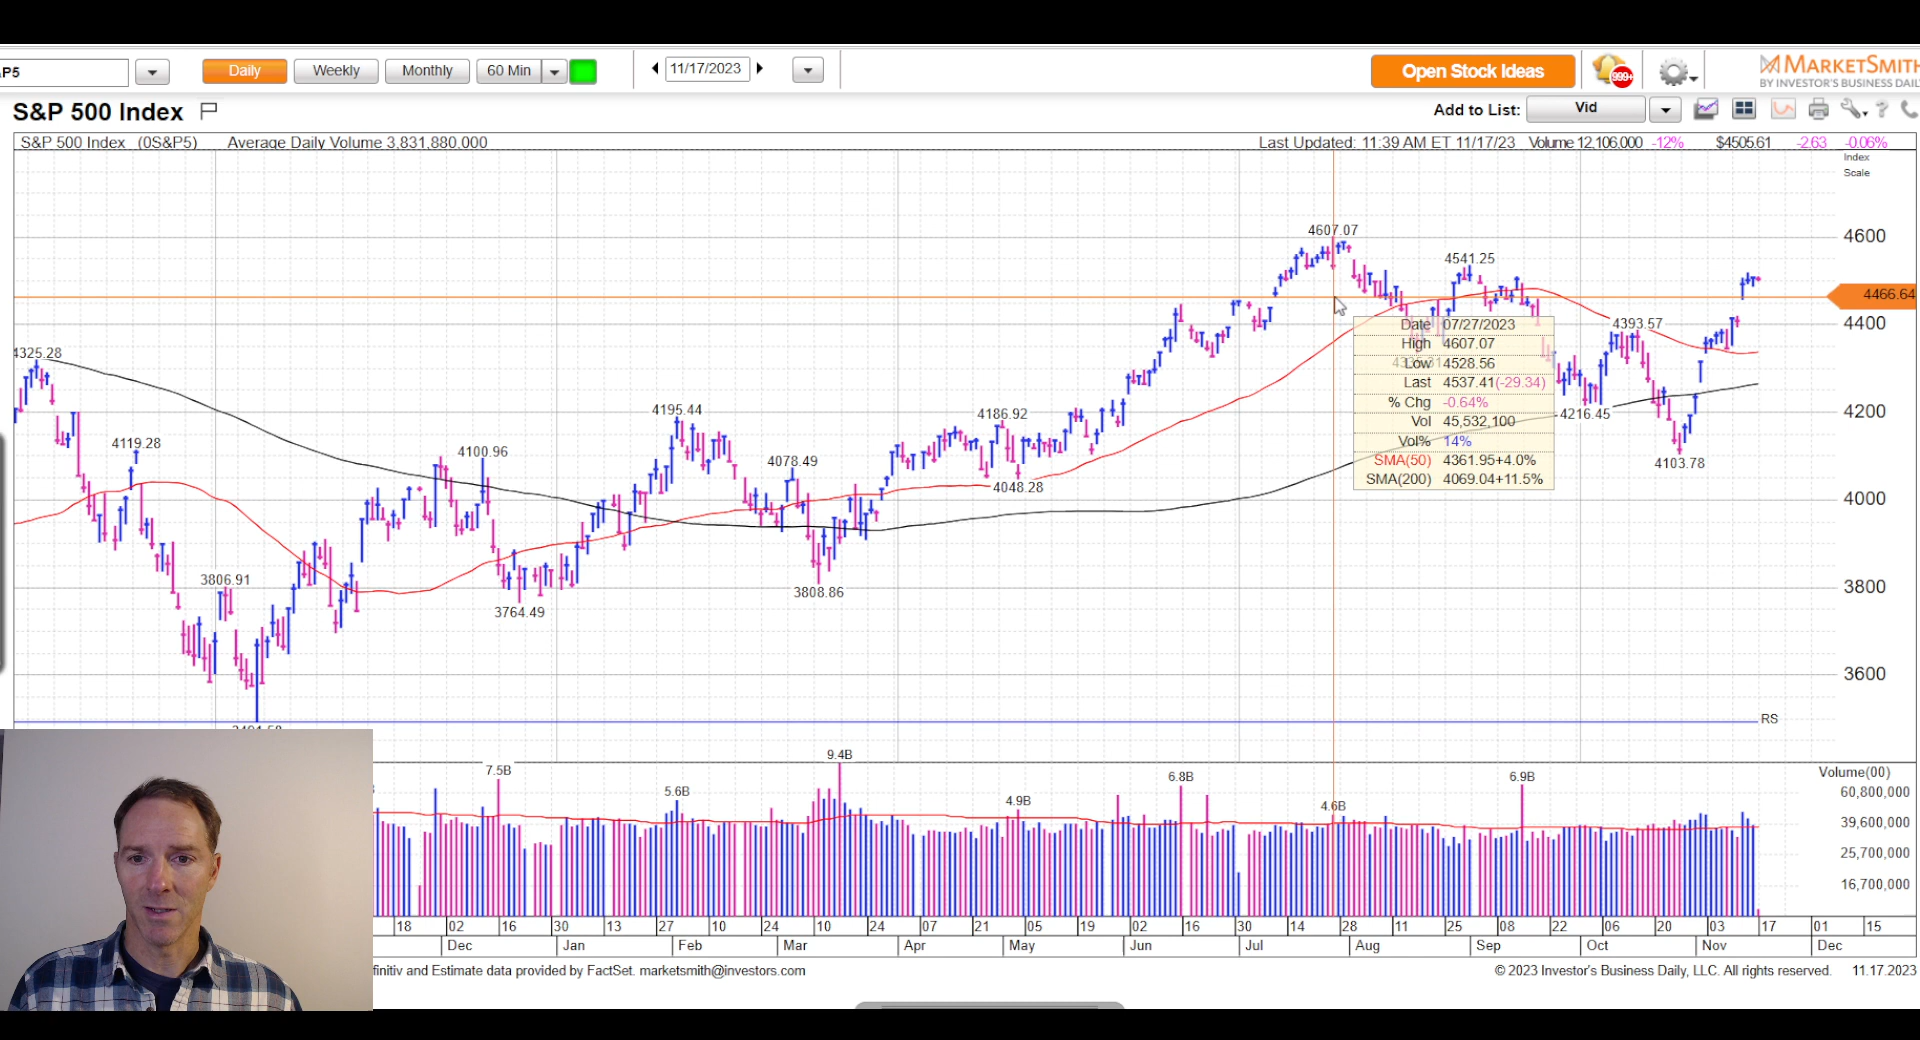 P5
Daily
Weekly
Monthly
60 Min
11/17/2023
Open Stock Ideas
999+
MARKETSMITH
BY INVESTOR'S BUSINESS DAILY
S&P 500 Index
Add to List:
Vid
S&P 500 Index (0S&P5) Average Daily Volume 3,831,880,000
Last Updated: 11:39 AM ET 11/17/23 Volume 12,106,000 -12% $4505.61 -2.63 -0.06%
Index
Scale
4607.07
4600
4541.25
4466.64
4393.57
4400
4325.28
Date 07/27/2023
High 4607.07
Low 4528.56
Last 4537.41(-29.34)
% Chg -0.64%
Vol 45,532,100
Vol% 14%
SMA(50) 4361.95+4.0%
SMA(200) 4069.04+11.5%
4195.44
4186.92
4216.45
4200
4119.28
4100.96
4078.49
4048.28
4103.78
4000
3806.91
3764.49
3808.86
3800
3600
RS
9.4B
7.5B
5.6B
4.9B
6.8B
4.6B
6.9B
Volume(00)
60,800,000
39,600,000
25,700,000
16,700,000
18 02 16 30 13 27 10 24 10 24 07 21 05 19 02 16 30 14 28 11 25 08 22 06 20 03 17 01 15
Dec Jan Feb Mar Apr May Jun Jul Aug Sep Oct Nov Dec
finitiv and Estimate data provided by FactSet. marketsmith@investors.com
© 2023 Investor's Business Daily, LLC. All rights reserved. 11.17.2023